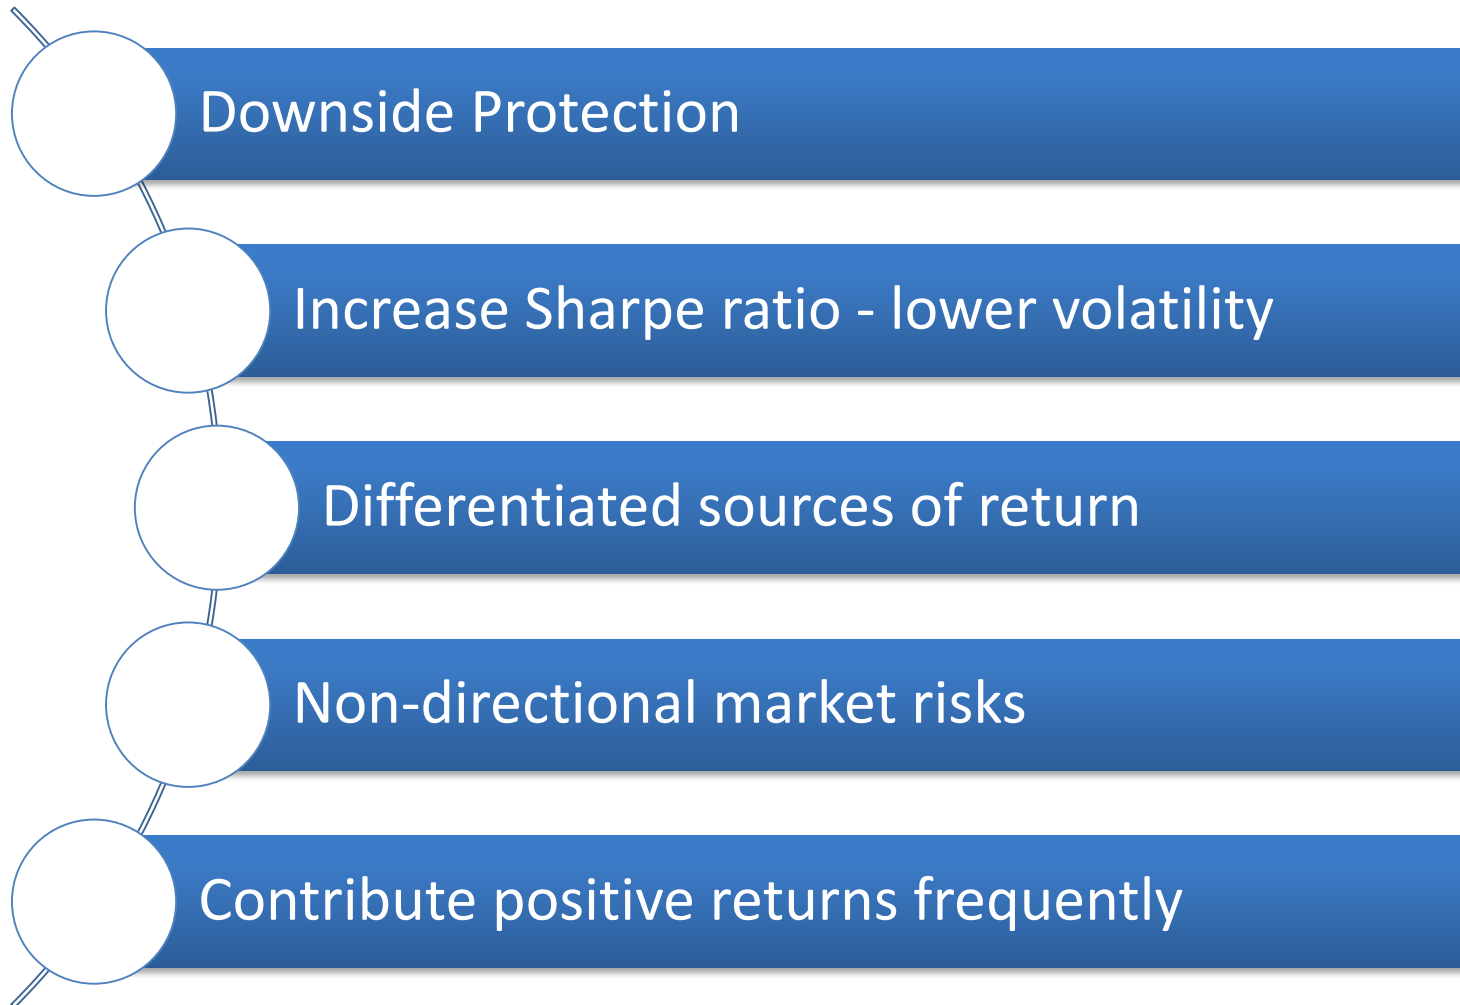 Downside Protection
Increase Sharpe ratio - lower volatility
Differentiated sources of return
Non-directional market risks
Contribute positive returns frequently